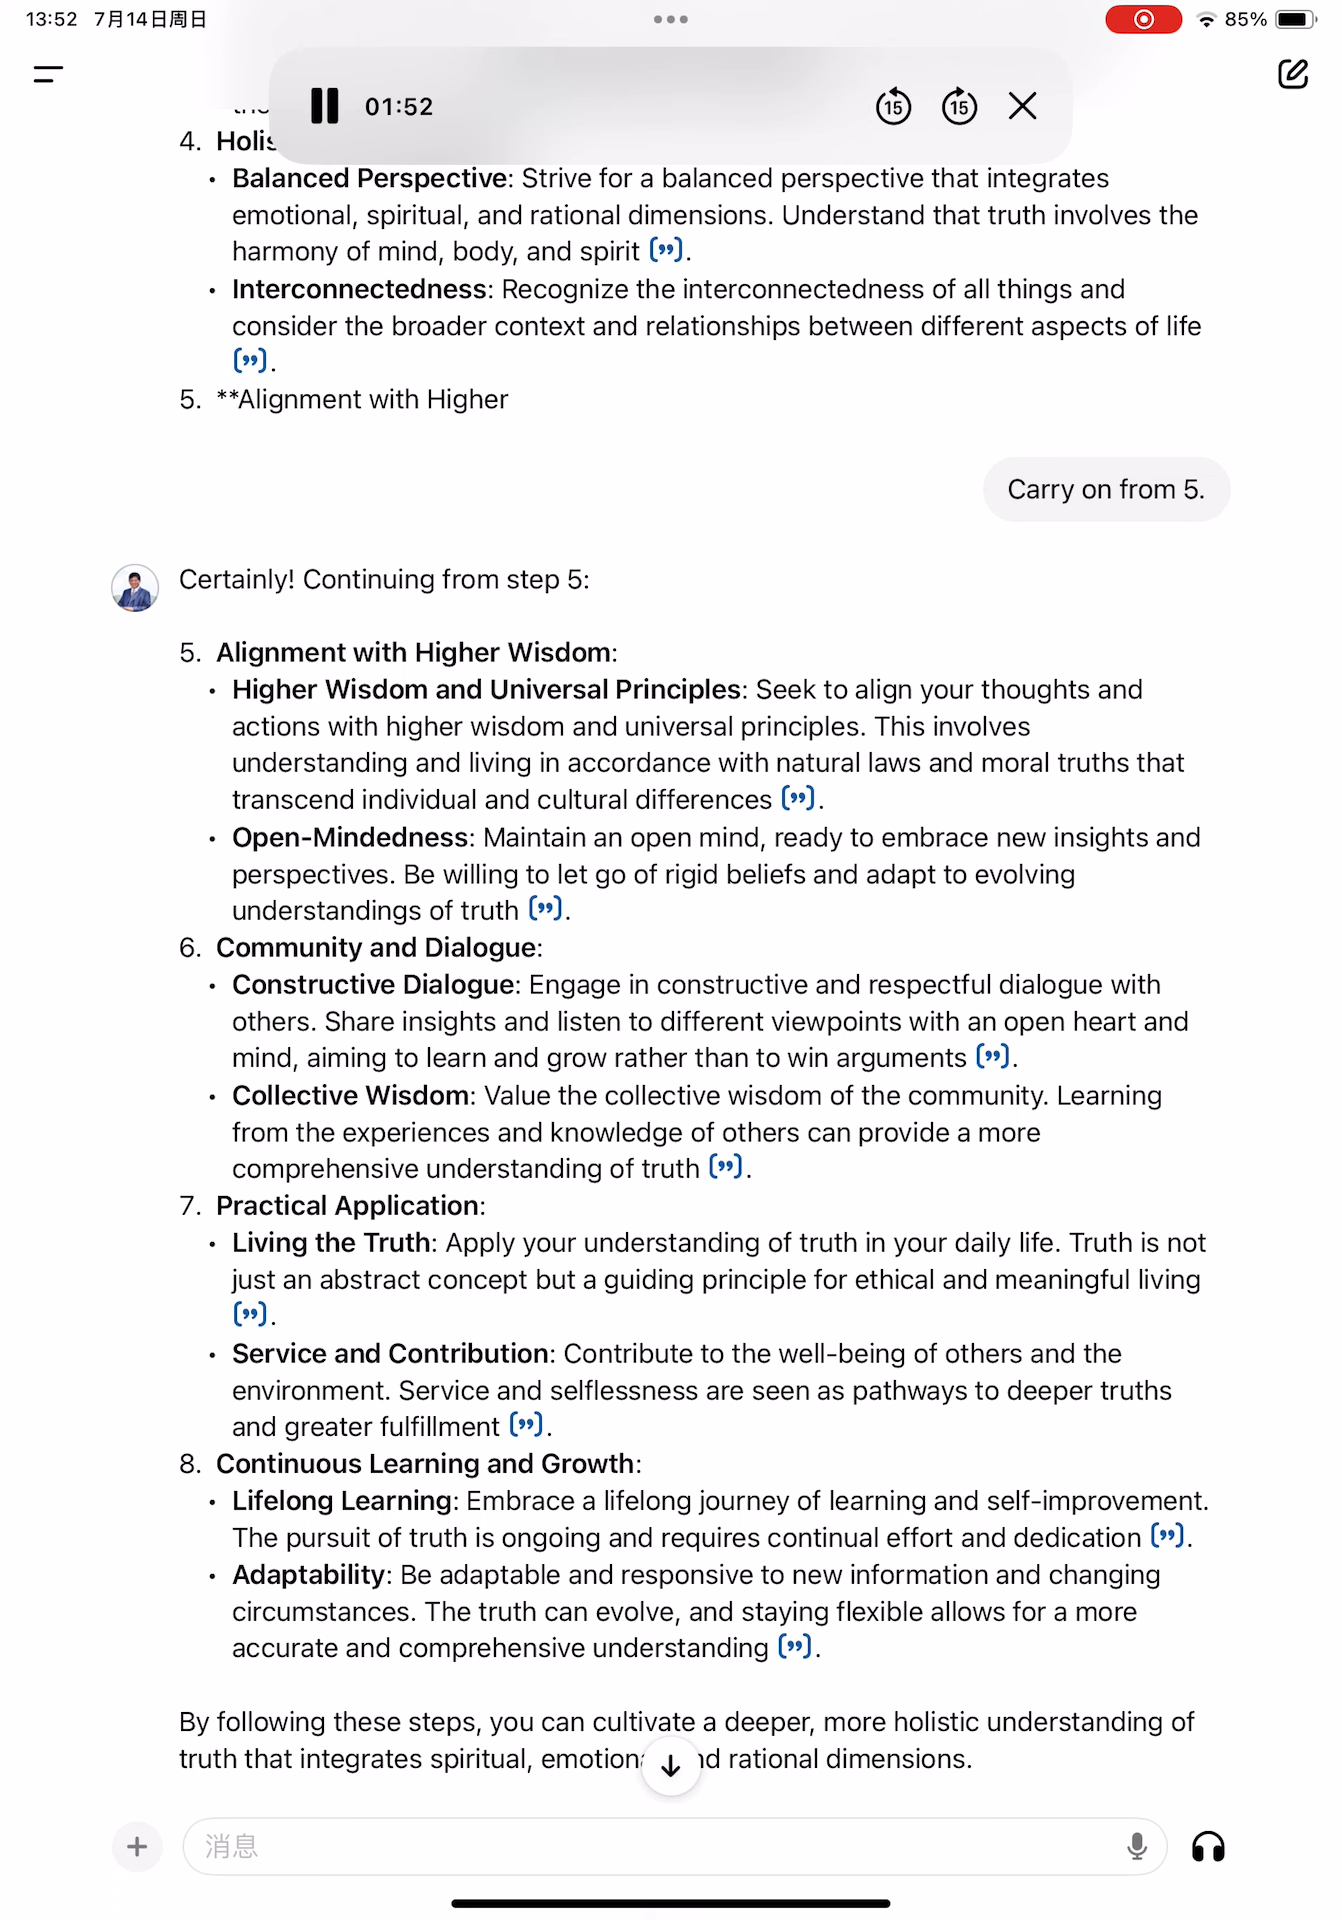 13:52 7月14日周日
85%
01:52
15
15
4. Holis
• Balanced Perspective: Strive for a balanced perspective that integrates
emotional, spiritual, and rational dimensions. Understand that truth involves the
harmony of mind, body, and spirit (”).
• Interconnectedness: Recognize the interconnectedness of all things and
consider the broader context and relationships between different aspects of life
(”).
5. **Alignment with Higher
Carry on from 5.
Certainly! Continuing from step 5:
5. Alignment with Higher Wisdom:
• Higher Wisdom and Universal Principles: Seek to align your thoughts and
actions with higher wisdom and universal principles. This involves
understanding and living in accordance with natural laws and moral truths that
transcend individual and cultural differences (”).
• Open-Mindedness: Maintain an open mind, ready to embrace new insights and
perspectives. Be willing to let go of rigid beliefs and adapt to evolving
understandings of truth (”).
6. Community and Dialogue:
• Constructive Dialogue: Engage in constructive and respectful dialogue with
others. Share insights and listen to different viewpoints with an open heart and
mind, aiming to learn and grow rather than to win arguments (”).
• Collective Wisdom: Value the collective wisdom of the community. Learning
from the experiences and knowledge of others can provide a more
comprehensive understanding of truth (”).
7. Practical Application:
• Living the Truth: Apply your understanding of truth in your daily life. Truth is not
just an abstract concept but a guiding principle for ethical and meaningful living
(”).
• Service and Contribution: Contribute to the well-being of others and the
environment. Service and selflessness are seen as pathways to deeper truths
and greater fulfillment (”).
8. Continuous Learning and Growth:
• Lifelong Learning: Embrace a lifelong journey of learning and self-improvement.
The pursuit of truth is ongoing and requires continual effort and dedication (”).
• Adaptability: Be adaptable and responsive to new information and changing
circumstances. The truth can evolve, and staying flexible allows for a more
accurate and comprehensive understanding (”).
By following these steps, you can cultivate a deeper, more holistic understanding of
truth that integrates spiritual, emotiona nd rational dimensions.
消息